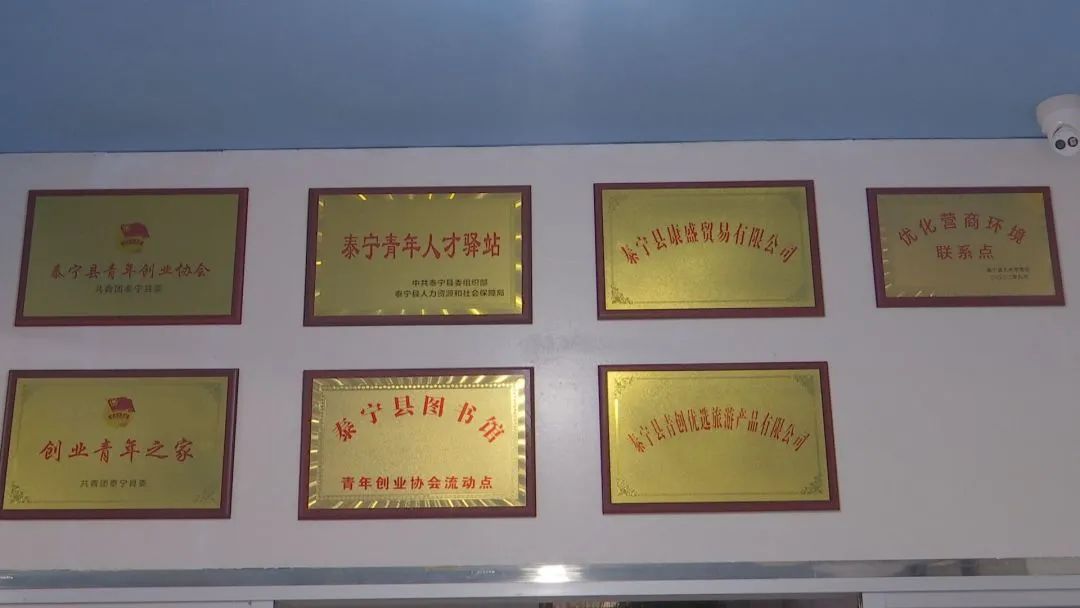 泰宁县青年创业协会
共青团泰宁县委
泰宁青年人才驿站
中共泰宁县委组织部
泰宁县人力资源和社会保障局
泰宁县康盛贸易有限公司
优化营商环境
联系点
创业青年之家
共青团泰宁县委
泰宁县图书馆
青年创业协会流动点
泰宁县青创优选旅游产品有限公司